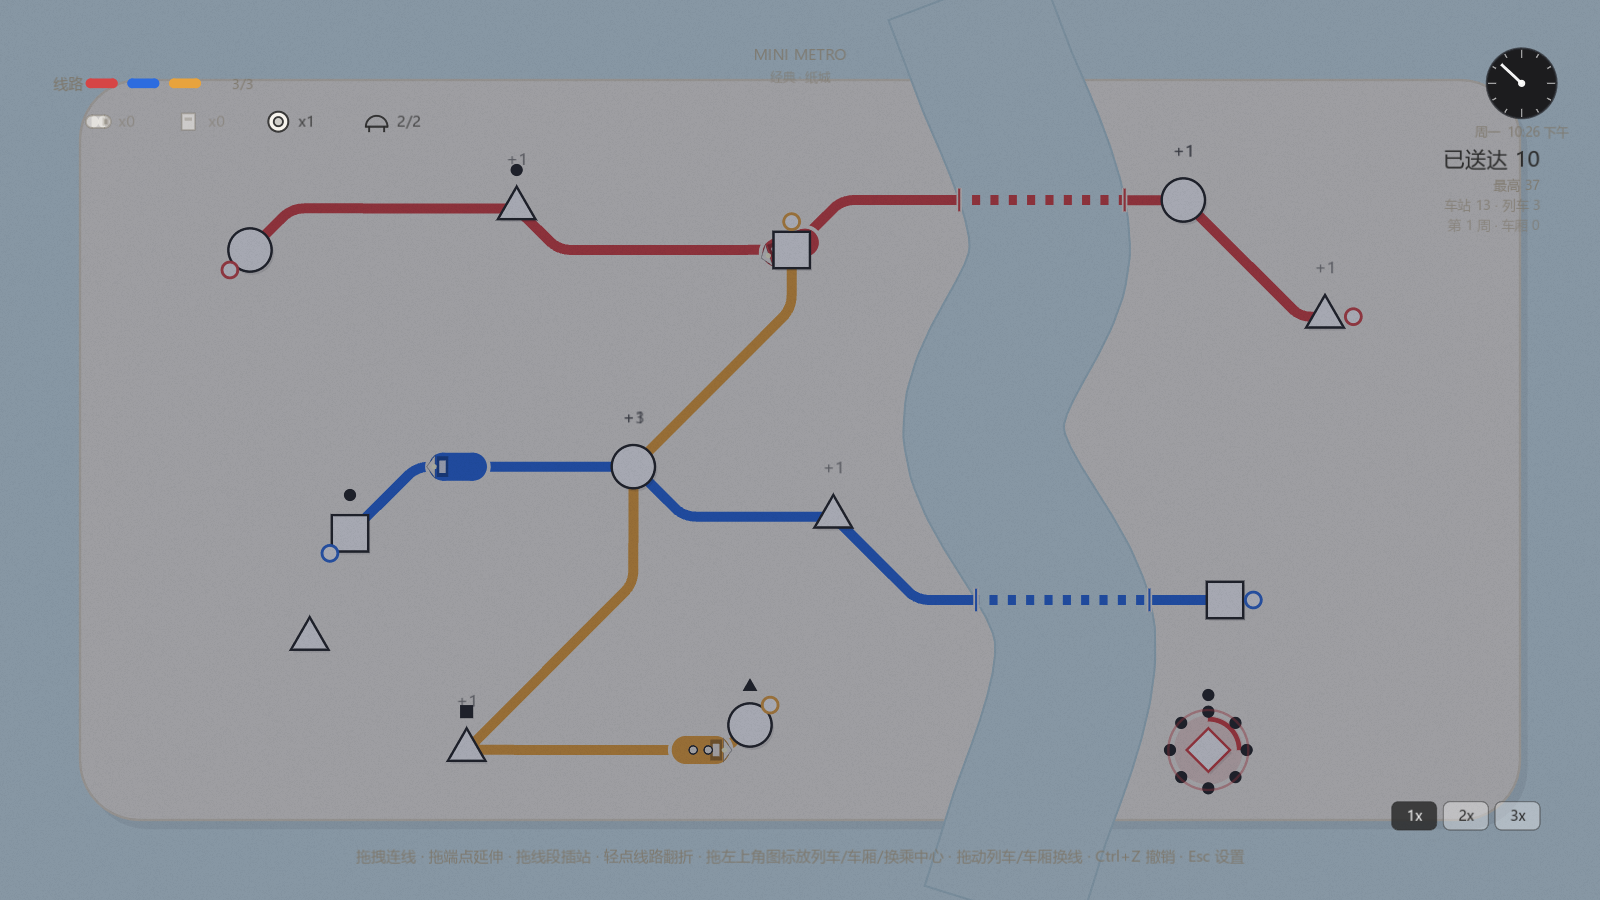 MINI METRO
经典 · 纸城
线路 3/3
x0 x0 x1 2/2
周一 10:26 下午
已送达 10
最高 37
车站 13 · 列车 3
第 1 周 · 车厢 0
+1
+1
+1
+3
+1
+1
1x 2x 3x
拖拽连线 · 拖端点延伸 · 拖线段插站 · 轻点线路翻折 · 拖左上角图标放列车/车厢/换乘中心 · 拖动列车/车厢换线 · Ctrl+Z 撤销 · Esc 设置